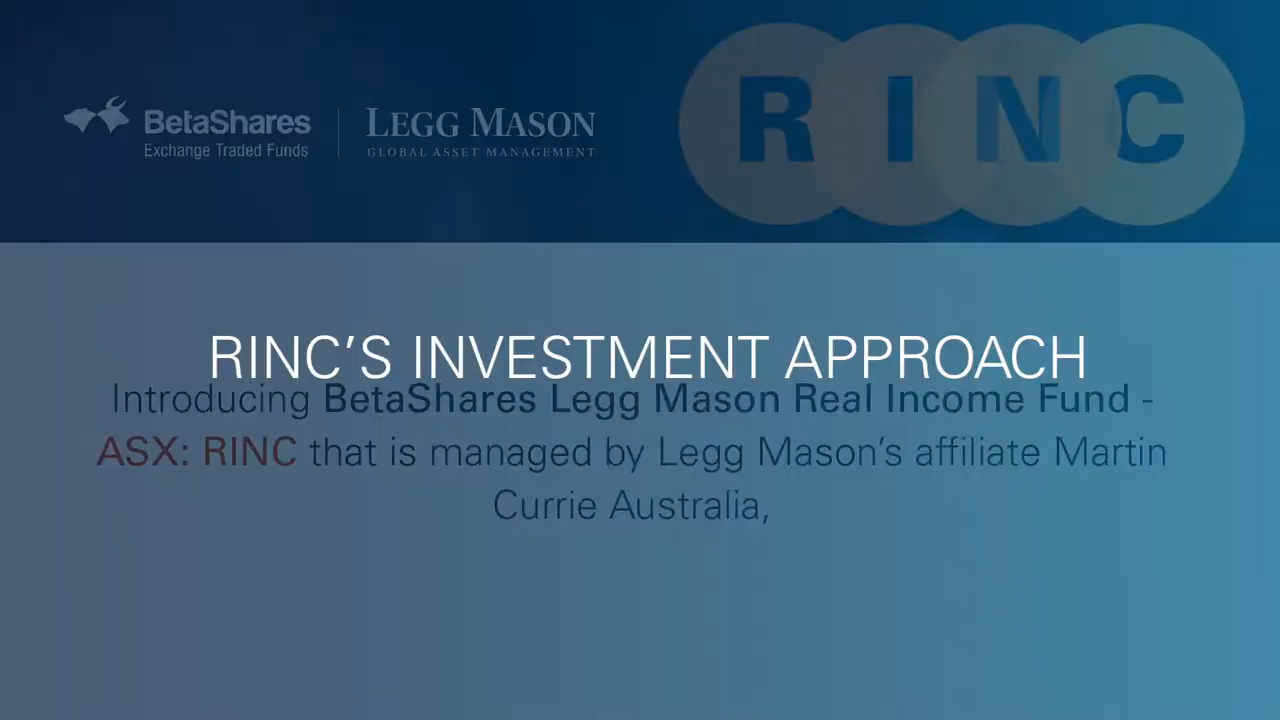 BetaShares
Exchange Traded Funds
LEGG MASON
GLOBAL ASSET MANAGEMENT
RINC
RINC’S INVESTMENT APPROACH
Introducing BetaShares Legg Mason Real Income Fund -
ASX: RINC that is managed by Legg Mason’s affiliate Martin
Currie Australia,